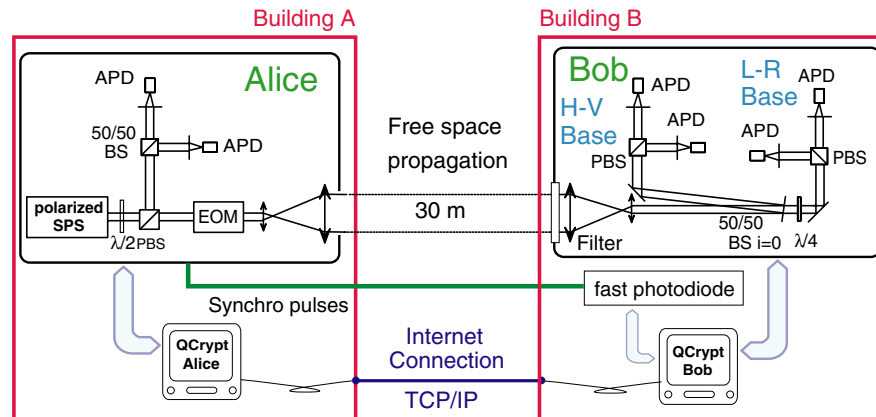 Building A
Building B
Alice
APD
50/50
BS
APD
polarized
SPS
λ/2
PBS
EOM
Free space
propagation
30 m
Bob
H-V
Base
L-R
Base
APD
APD
PBS
APD
APD
PBS
Filter
50/50
BS i=0
λ/4
Synchro pulses
fast photodiode
QCrypt
Alice
Internet
Connection
TCP/IP
QCrypt
Bob